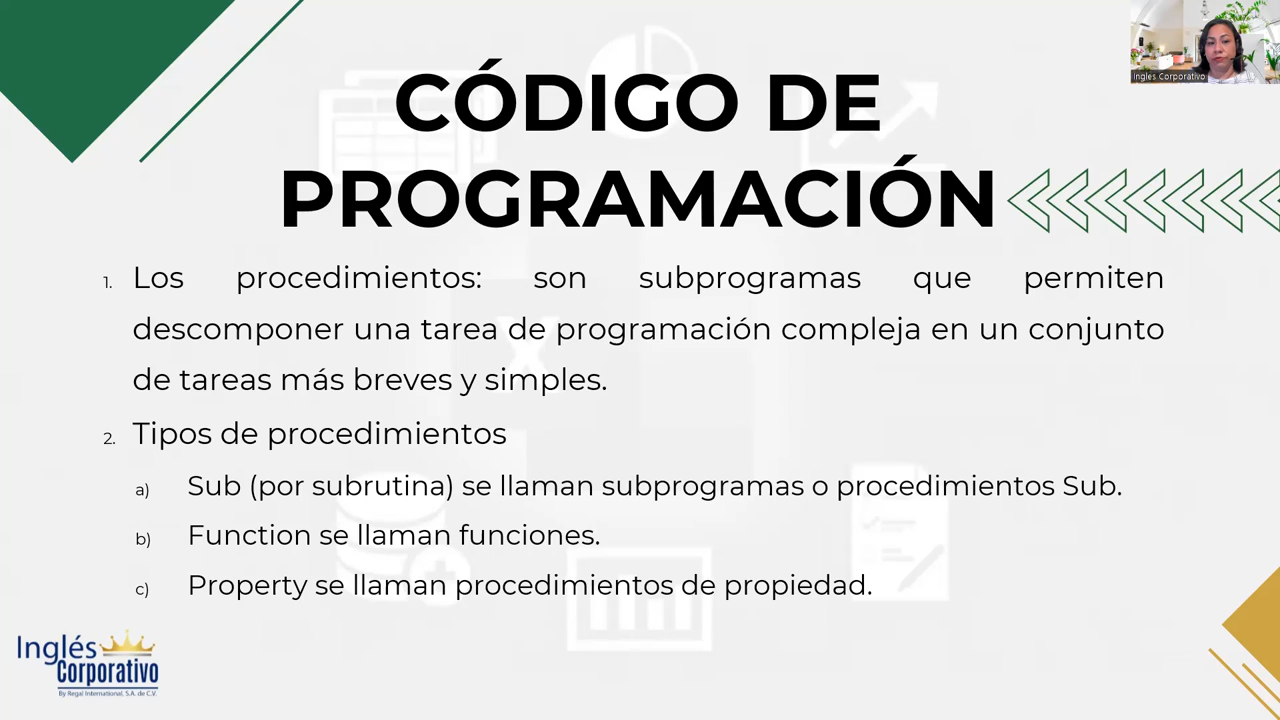 Ingles Corporativo
CÓDIGO DE
PROGRAMACIÓN
1. Los procedimientos: son subprogramas que permiten
descomponer una tarea de programación compleja en un conjunto
de tareas más breves y simples.
2. Tipos de procedimientos
a) Sub (por subrutina) se llaman subprogramas o procedimientos Sub.
b) Function se llaman funciones.
c) Property se llaman procedimientos de propiedad.
Inglés
Corporativo
By Regal International, S.A. de C.V.